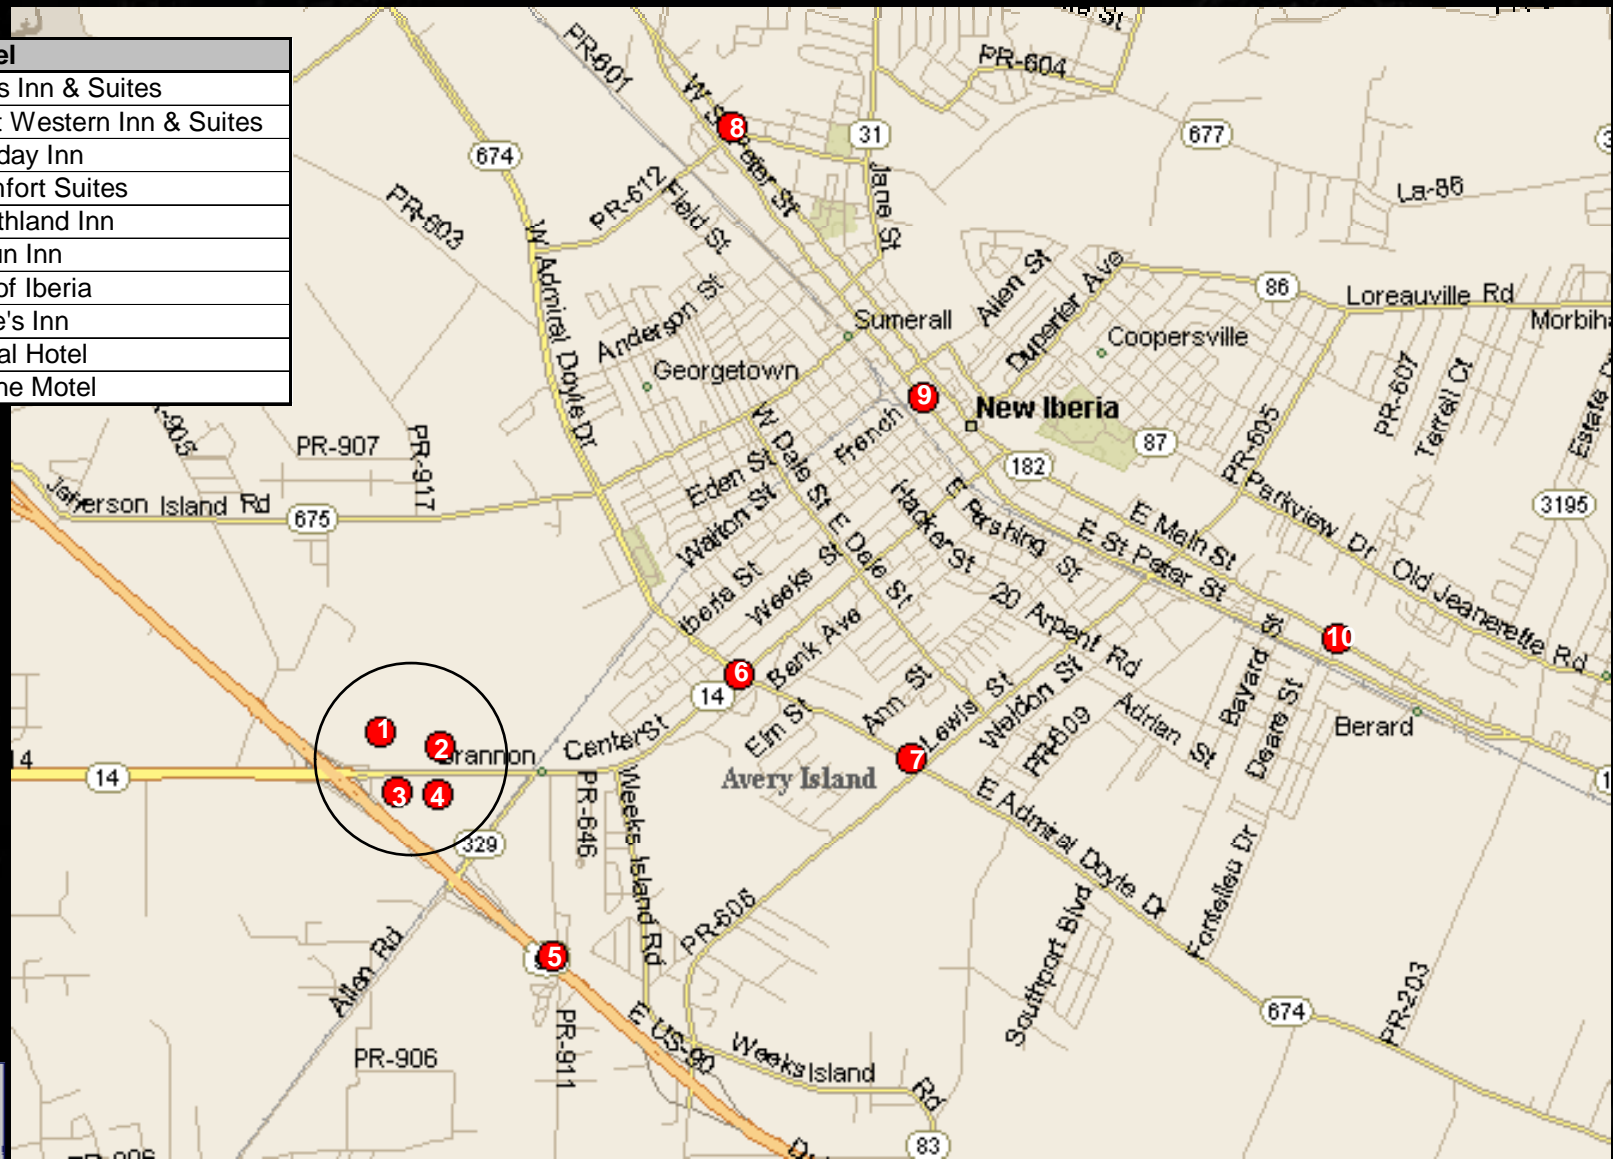 el
s Inn & Suites
t Western Inn & Suites
day Inn
nfort Suites
thland Inn
un Inn
of Iberia
e's Inn
al Hotel
ne Motel
PR-601
PR-604
St
W St Peter St
8
31
677
674
PR-612
Field St
Jane St
La-86
PR-603
W Admiral Doyle Dr
Allen St
Duperier Ave
86
Loreauville Rd
Anderson St
Sumerall
Coopersville
Morbiha
Georgetown
9
New Iberia
PR-607
Terrell Ct
Estate
French
87
PR-605
PR-907
PR-917
W Dale St
E Dale St
182
Eden St
Walton St
Hacker St
E Pershing St
E Main St
Parkview Dr
3195
Jefferson Island Rd
675
E St Peter St
Old Jeanerette Rd
Iberia St
Weeks St
Bank Ave
20 Arpent Rd
10
6
14
Ann St
Lewis St
Waldon St
Adrian St
Bayard St
Deare St
Berard
1
2
Brannon
Center St
Elm St
7
PR-609
14
14
3
4
Avery Island
PR-646
Weeks Island Rd
329
E Admiral Doyle Dr
Fontelieu Dr
PR-606
Southport Blvd
Allen Rd
5
674
PR-203
PR-906
PR-911
E US-90
Weeks Island Rd
83